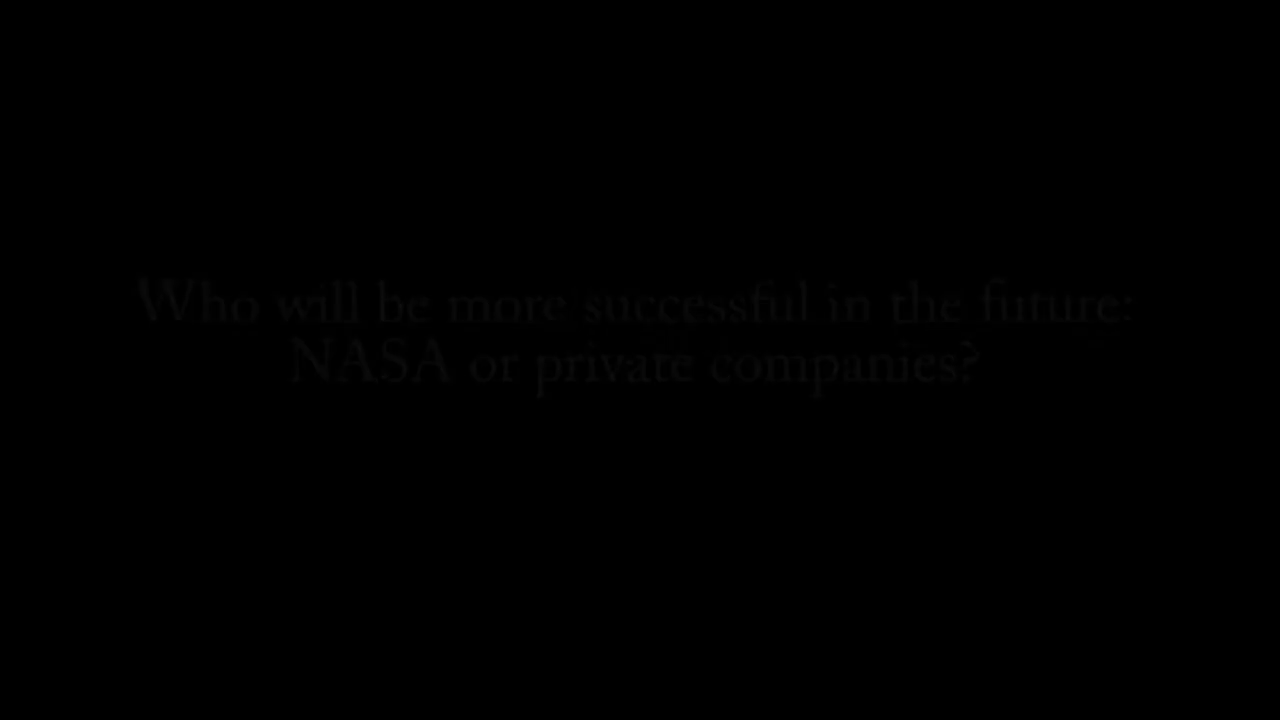 Who will be more successful in the future:
NASA or private companies?